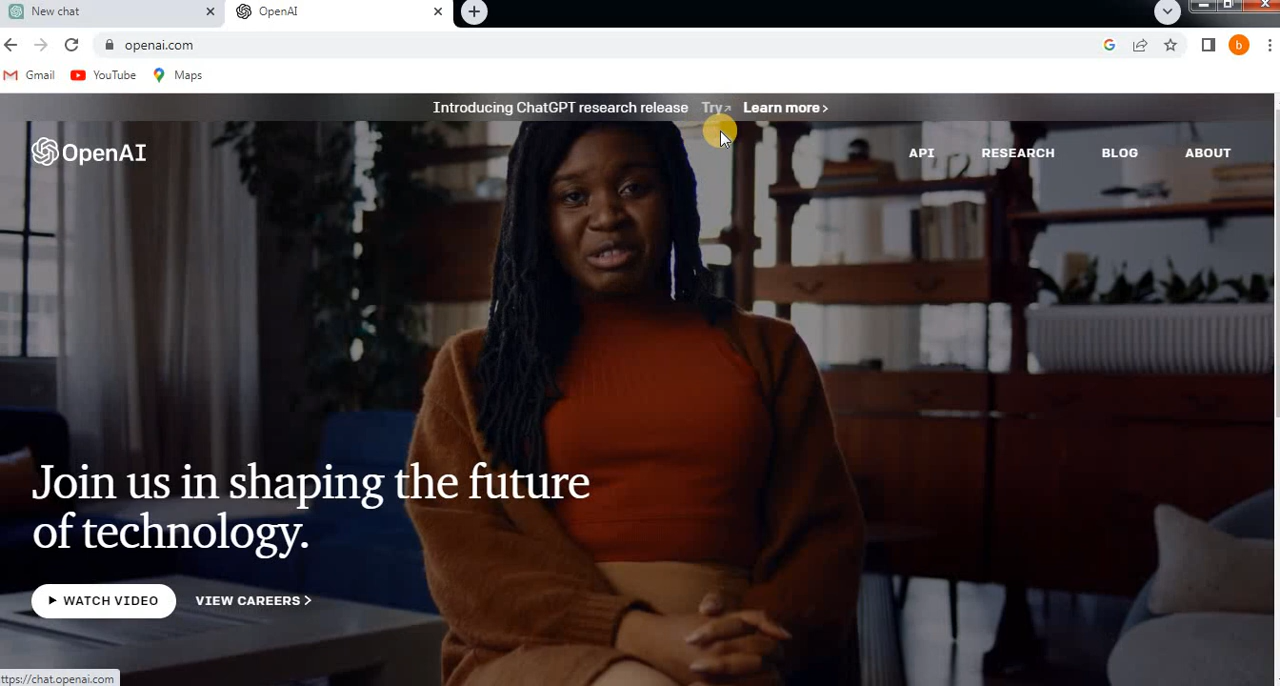 New chat
OpenAI
openai.com
b
Gmail YouTube Maps
Introducing ChatGPT research release Try↗ Learn more >
OpenAI
API RESEARCH BLOG ABOUT
Join us in shaping the future
of technology.
WATCH VIDEO VIEW CAREERS >
ttps://chat.openai.com